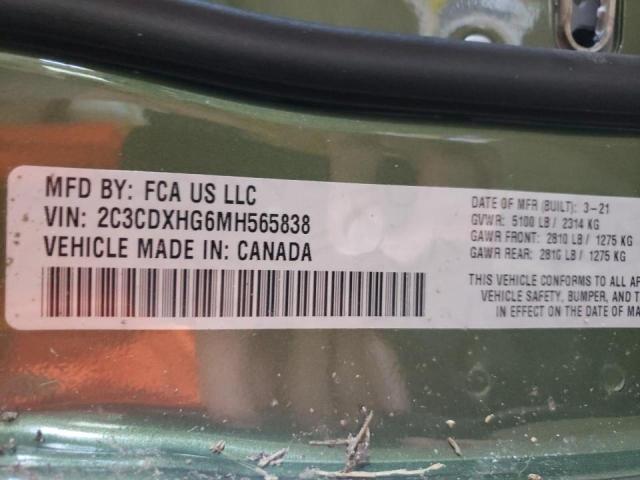 MFD BY: FCA US LLC
VIN: 2C3CDXHG6MH565838
VEHICLE MADE IN: CANADA
DATE OF MFR (BUILT): 3-21
GVWR: 5100 LB / 2314 KG
GAWR FRONT: 2810 LB / 1275 KG
GAWR REAR: 2810 LB / 1275 KG
THIS VEHICLE CONFORMS TO ALL
VEHICLE SAFETY, BUMPER, AND
IN EFFECT ON THE DATE OF